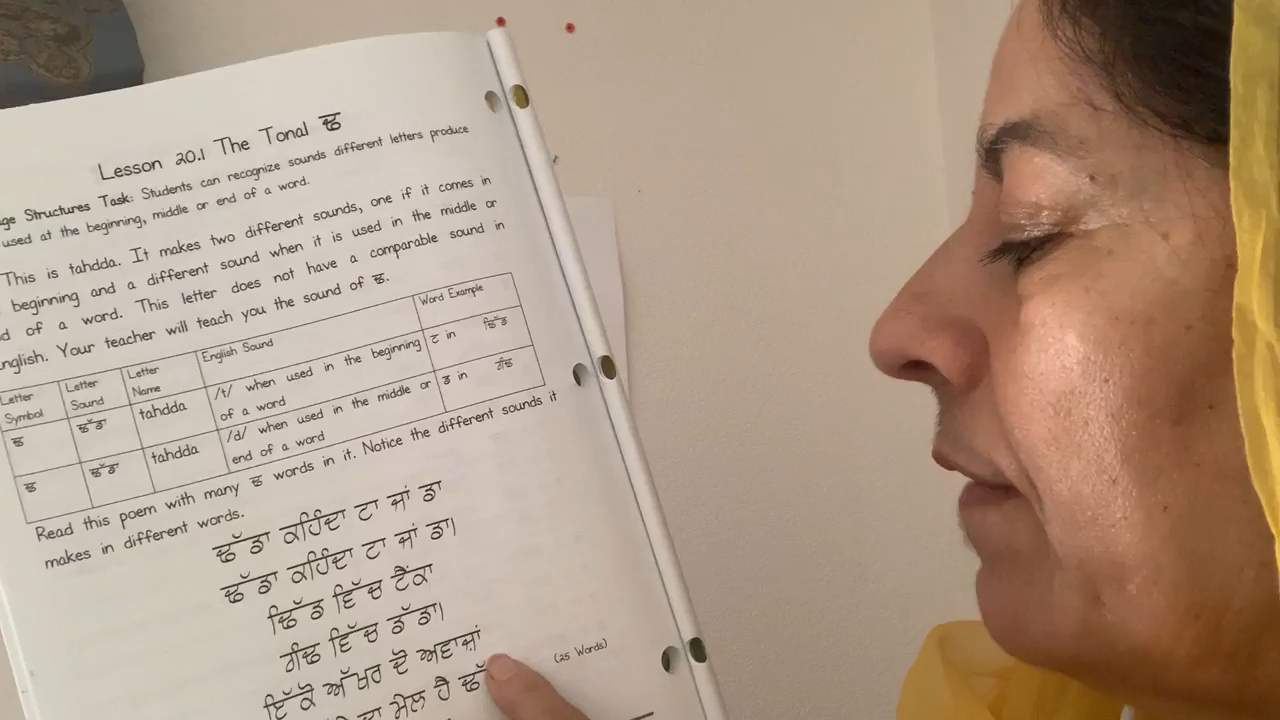 Lesson 20.1 The Tonal ਢ
ge Structures Task: Students can recognize sounds different letters produce
used at the beginning, middle or end of a word.
This is tahdda. It makes two different sounds, one if it comes in
beginning and a different sound when it is used in the middle or
d of a word. This letter does not have a comparable sound in
nglish. Your teacher will teach you the sound of ਢ.
Letter Symbol
Letter Sound
Letter Name
English Sound
Word Example
ਢ
ਢੱਡਾ
tahdda
/t/ when used in the beginning of a word
ਟ in ਢਿੱਡ
ਢ
ਢੱਡਾ
tahdda
/d/ when used in the middle or end of a word
ਡ in ਗੰਢ
Read this poem with many ਢ words in it. Notice the different sounds it
makes in different words.
ਢੱਡਾ ਕਹਿੰਦਾ ਟਾ ਜਾਂ ਡਾ
ਢੱਡਾ ਕਹਿੰਦਾ ਟਾ ਜਾਂ ਡਾ।
ਢਿੱਡ ਵਿੱਚ ਟੈਂਕਾ
ਗੰਢ ਵਿੱਚ ਡੱਡਾ।
ਇੱਕੋ ਅੱਖਰ ਦੋ ਅਵਾਜ਼ਾਂ
ਦਾ ਮੇਲ ਹੈ
(25 Words)